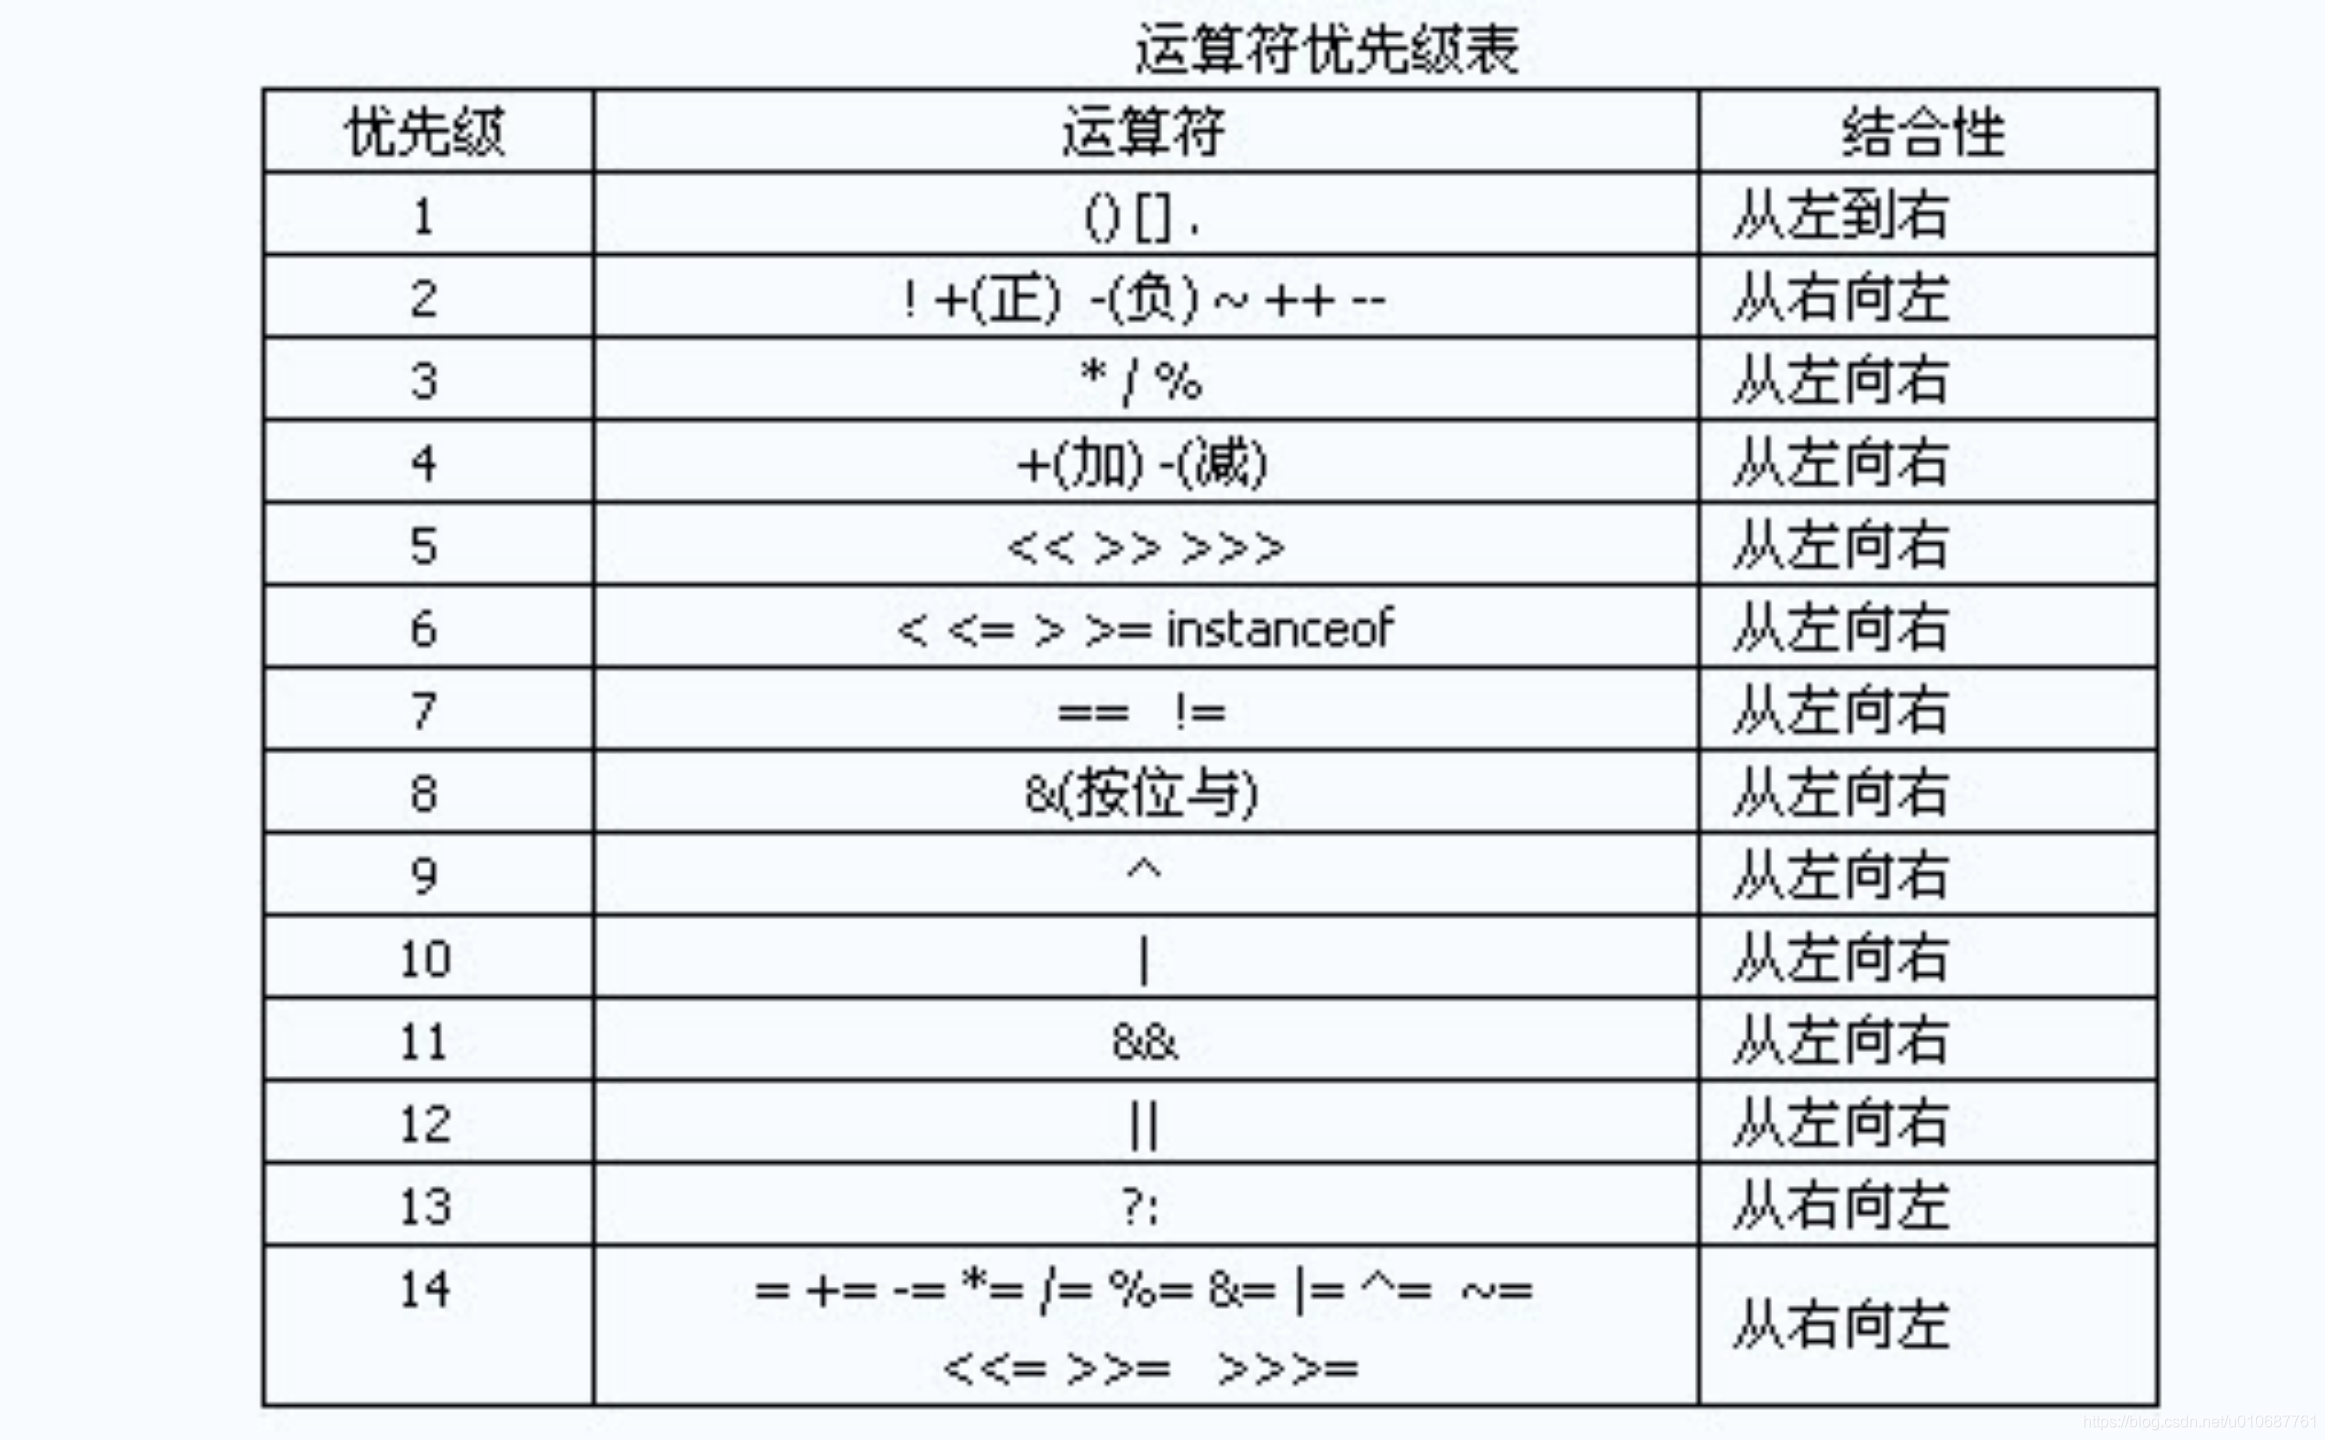 运算符优先级表
优先级 运算符 结合性
1 () [] . 从左到右
2 ! +(正) -(负) ~ ++ -- 从右向左
3 * / % 从左向右
4 +(加) -(减) 从左向右
5 << >> >>> 从左向右
6 < <= > >= instanceof 从左向右
7 == != 从左向右
8 &(按位与) 从左向右
9 ^ 从左向右
10 | 从左向右
11 && 从左向右
12 || 从左向右
13 ?: 从右向左
14 = += -= *= /= %= &= |= ^= ~= 从右向左
<<= >>= >>>=
https://blog.csdn.net/u010687761